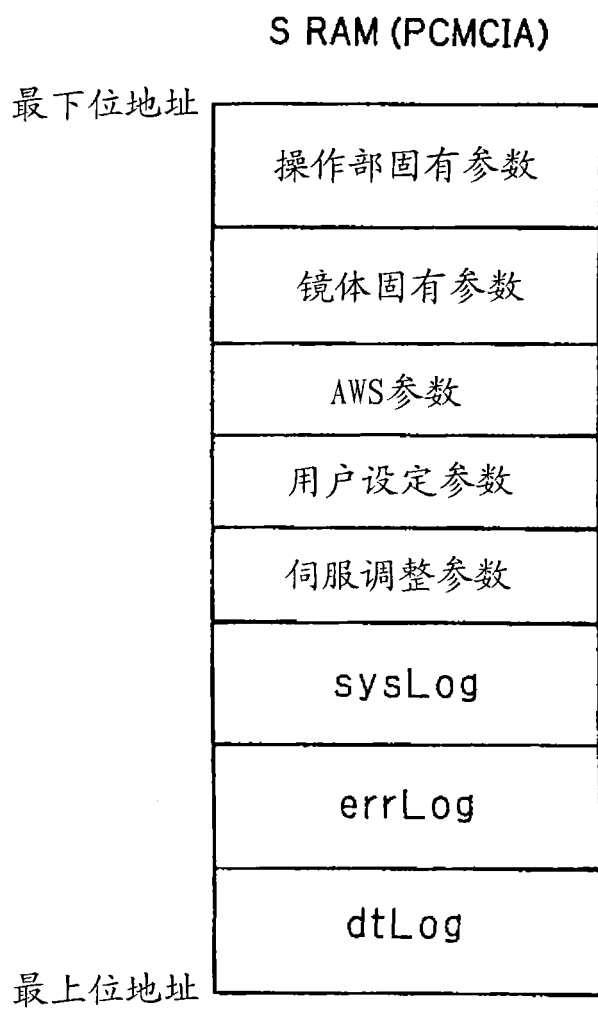 S RAM (PCMCIA)
最下位地址
操作部固有参数
镜体固有参数
AWS参数
用户设定参数
伺服调整参数
sysLog
errLog
dtLog
最上位地址